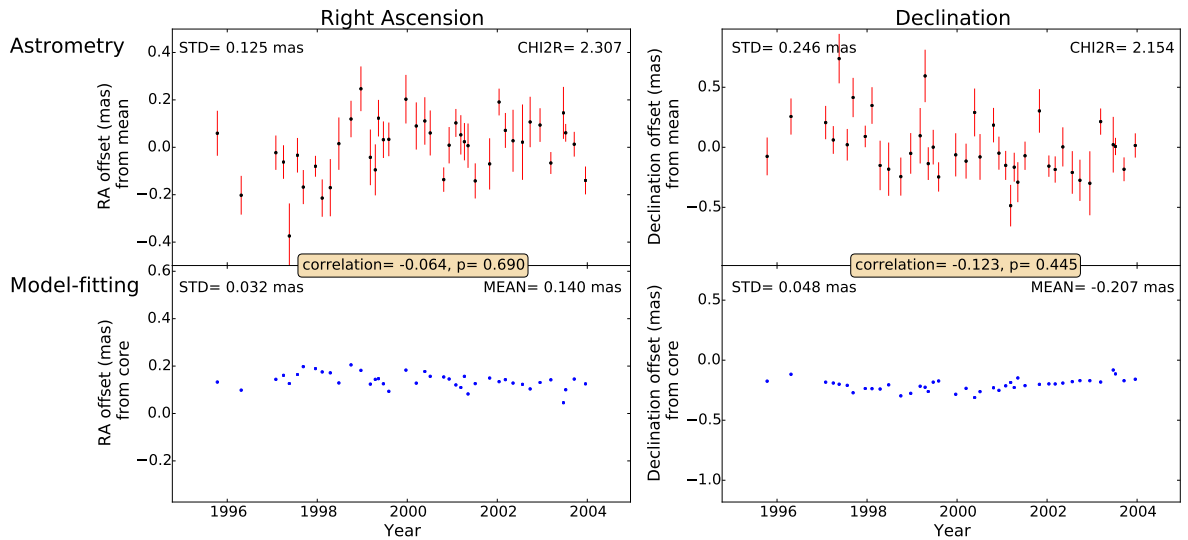 Right Ascension
Declination
Astrometry
STD= 0.125 mas
CHI2R= 2.307
STD= 0.246 mas
CHI2R= 2.154
0.4
0.2
0.0
−0.2
−0.4
RA offset (mas)
from mean
0.5
0.0
−0.5
Declination offset (mas)
from mean
correlation= -0.064, p= 0.690
correlation= -0.123, p= 0.445
Model-fitting
STD= 0.032 mas
MEAN= 0.140 mas
STD= 0.048 mas
MEAN= -0.207 mas
0.6
0.4
0.2
0.0
−0.2
RA offset (mas)
from core
0.5
0.0
−0.5
−1.0
Declination offset (mas)
from core
1996 1998 2000 2002 2004
Year
1996 1998 2000 2002 2004
Year